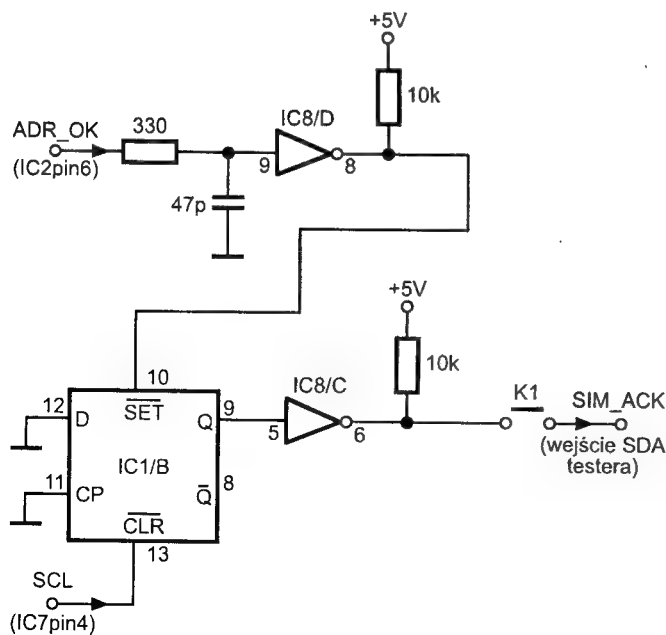 +5V
10k
IC8/D
330
ADR_OK
(IC2pin6)
9
8
47p
+5V
10k
10
IC8/C
K1
SIM_ACK
12
D
SET
Q
9
5
6
(wejście SDA
testera)
IC1/B
11
CP
Q
8
CLR
13
SCL
(IC7pin4)